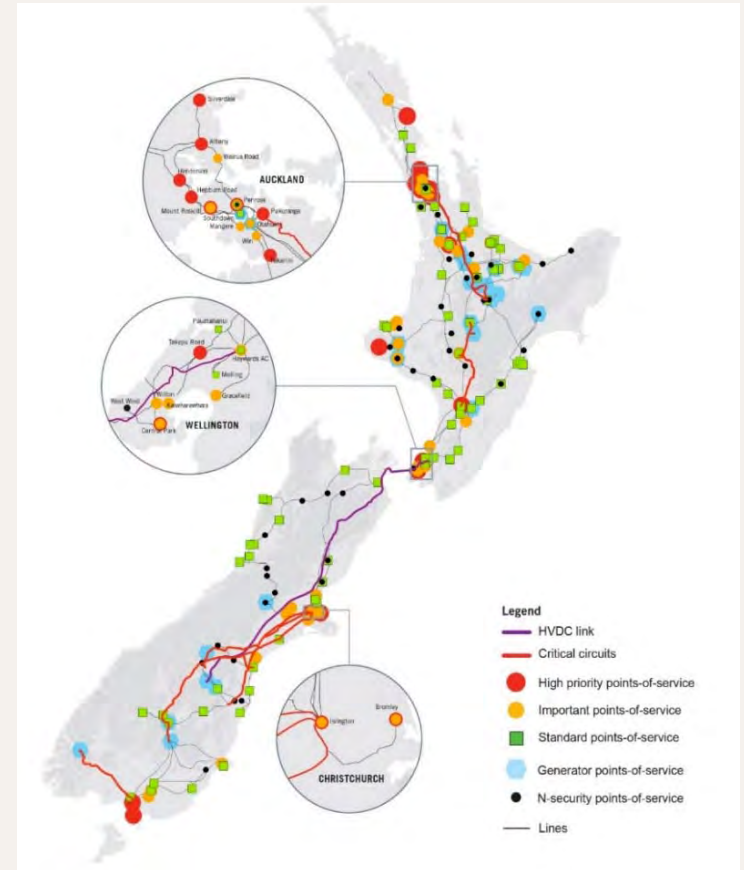 Silverdale
Albany
Wairau Road
Henderson
Hepburn Road
AUCKLAND
Penrose
Mount Roskill
Pakuranga
Southdown
Otahuhu
Mangere
Wiri
Takanini
Pauatahanui
Takapu Road
Haywards AC
Melling
West Wind
Wilton
Kaiwharawhara
Gracefield
Central Park
WELLINGTON
Islington
Bromley
CHRISTCHURCH
Legend
HVDC link
Critical circuits
High priority points-of-service
Important points-of-service
Standard points-of-service
Generator points-of-service
N-security points-of-service
Lines